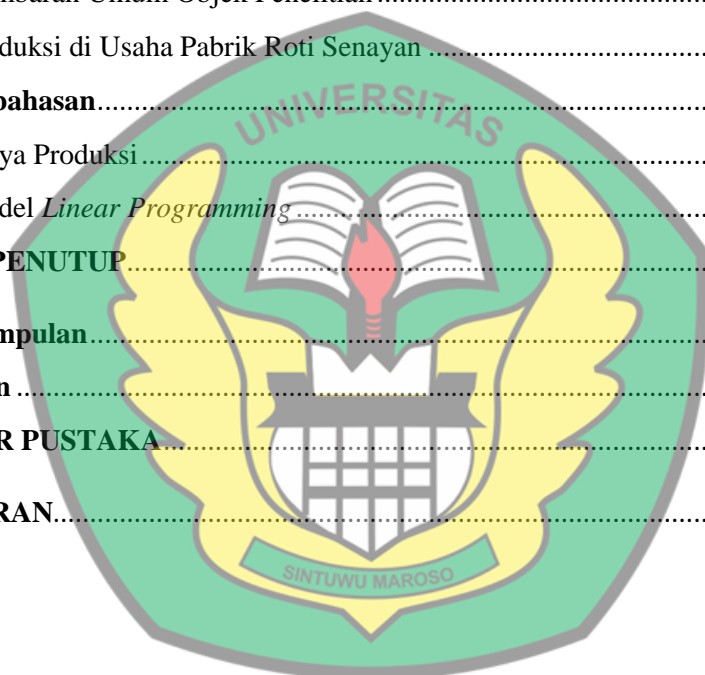 mbaran Umum Objek Penelitian
duksi di Usaha Pabrik Roti Senayan
bahasan
ya Produksi
del Linear Programming
PENUTUP
mpulan
n
R PUSTAKA
RAN
UNIVERSITAS
SINTUWU MAROSO